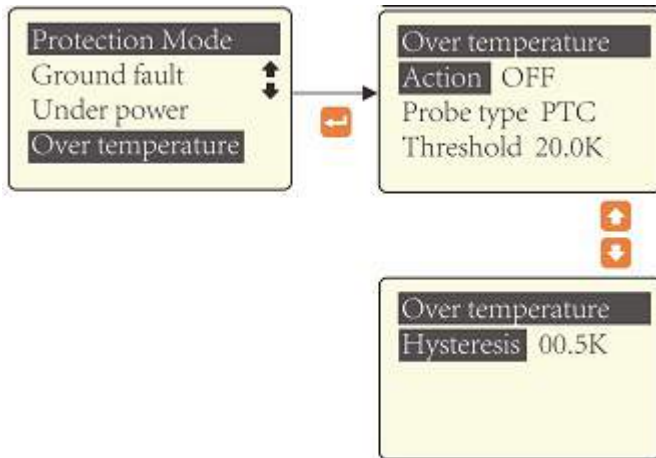 Protection Mode
Ground fault
Under power
Over temperature
Over temperature
Action OFF
Probe type PTC
Threshold 20.0K
Over temperature
Hysteresis 00.5K